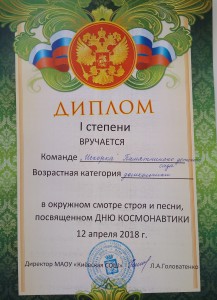 ДИПЛОМ
I степени
ВРУЧАЕТСЯ
Команде
Возрастная категория
в окружном смотре строя и песни,
посвященном ДНЮ КОСМОНАВТИКИ
12 апреля 2018 г.
Директор МАОУ «Киёвская СОШ» Л.А.Головатенко